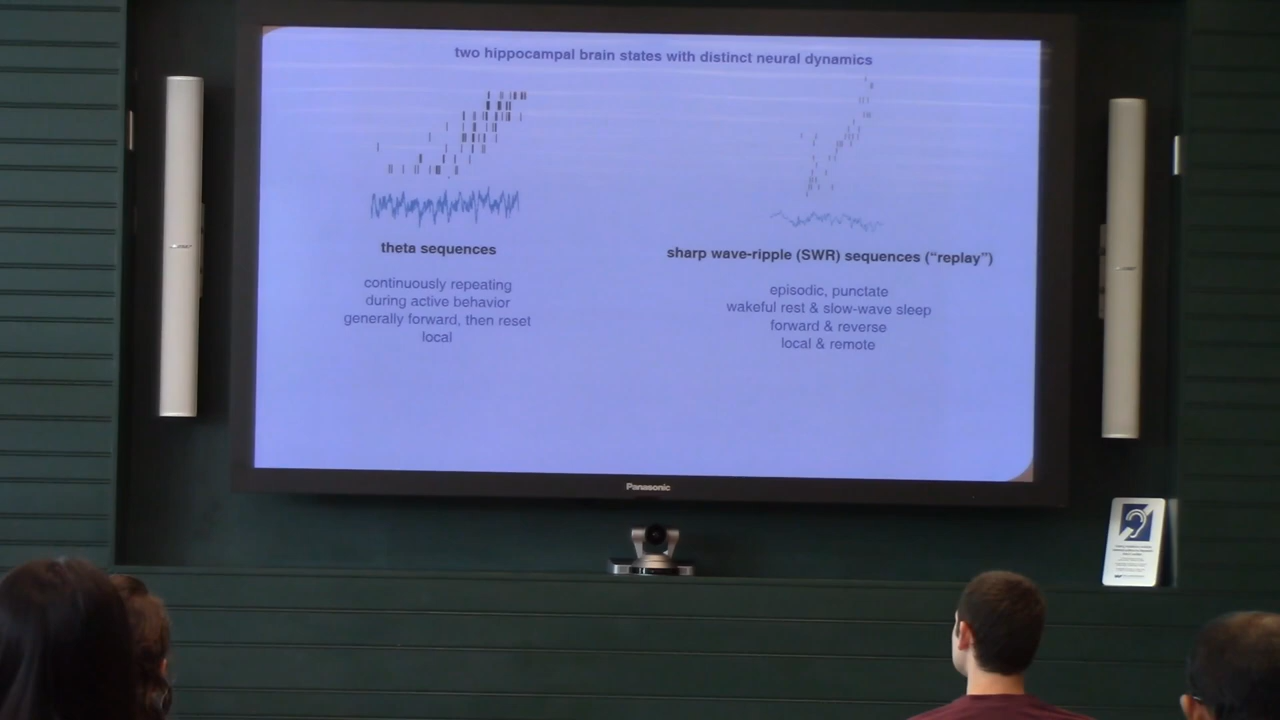 two hippocampal brain states with distinct neural dynamics
theta sequences
continuously repeating
during active behavior
generally forward, then reset
local
sharp wave-ripple (SWR) sequences (“replay”)
episodic, punctate
wakeful rest & slow-wave sleep
forward & reverse
local & remote
Panasonic